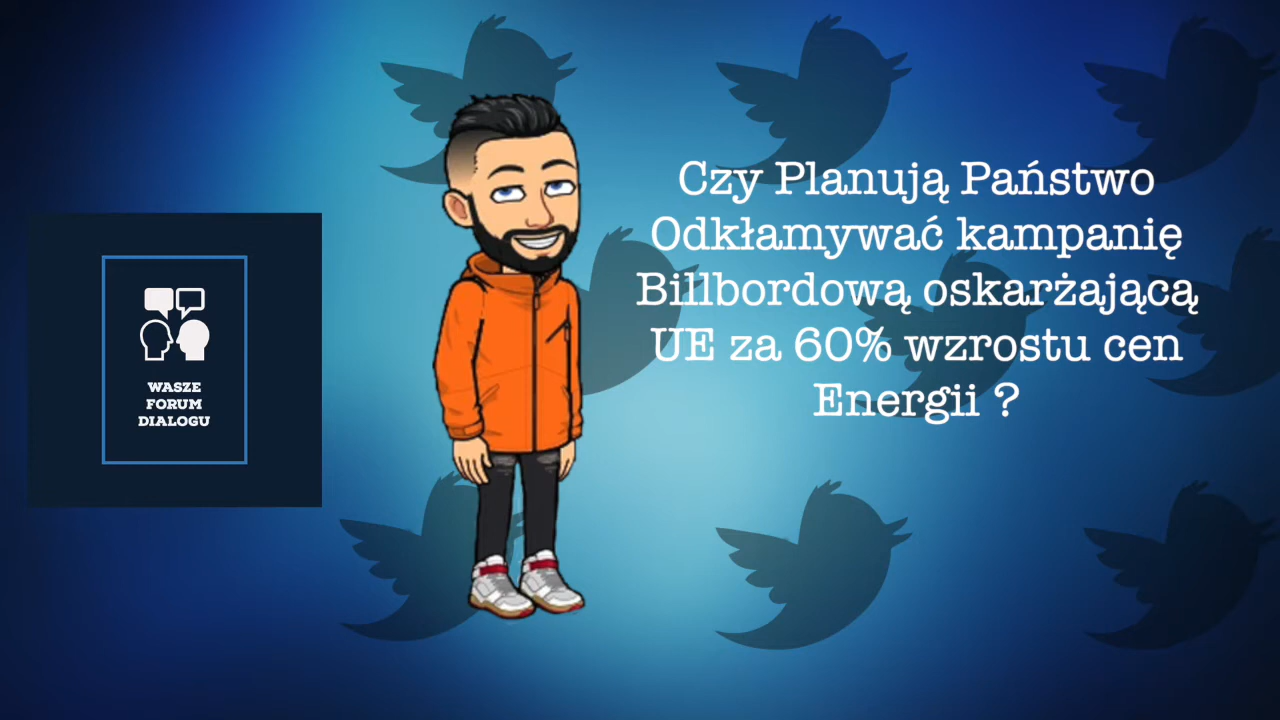 WASZE
FORUM
DIALOGU
Czy Planują Państwo
Odkłamywać kampanię
Billbordową oskarżającą
UE za 60% wzrostu cen
Energii ?